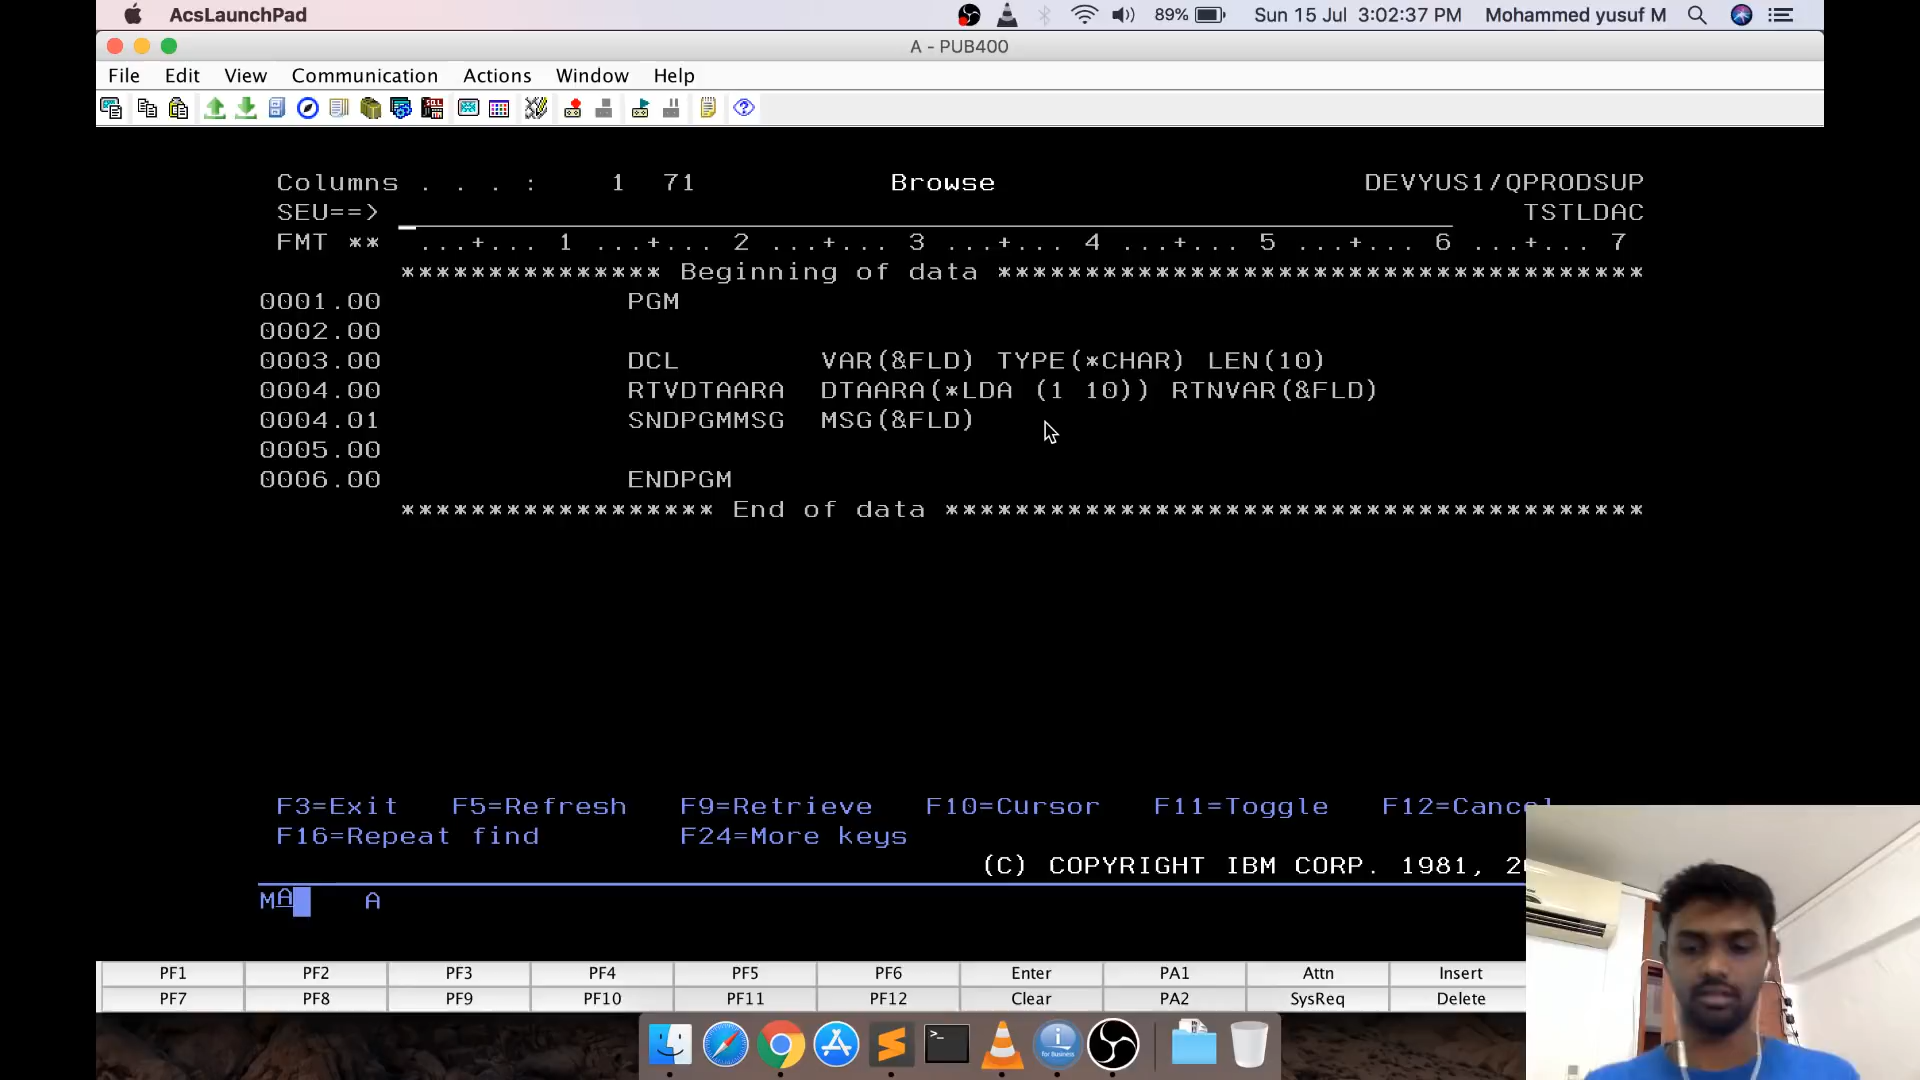 AcsLaunchPad 89% Sun 15 Jul 3:02:37 PM Mohammed yusuf M
A - PUB400
File Edit View Communication Actions Window Help
Columns . . . : 1 71 Browse DEVYUS1/QPRODSUP
SEU==> TSTLDAC
FMT ** ...+... 1 ...+... 2 ...+... 3 ...+... 4 ...+... 5 ...+... 6 ...+... 7
*************** Beginning of data *************************************
0001.00 PGM
0002.00
0003.00 DCL VAR(&FLD) TYPE(*CHAR) LEN(10)
0004.00 RTVDTAARA DTAARA(*LDA (1 10)) RTNVAR(&FLD)
0004.01 SNDPGMMSG MSG(&FLD)
0005.00
0006.00 ENDPGM
****************** End of data ****************************************
F3=Exit F5=Refresh F9=Retrieve F10=Cursor F11=Toggle F12=Cancel
F16=Repeat find F24=More keys
(C) COPYRIGHT IBM CORP. 1981,
MA A
PF1 PF2 PF3 PF4 PF5 PF6 Enter PA1 Attn Insert
PF7 PF8 PF9 PF10 PF11 PF12 Clear PA2 SysReq Delete
for Business